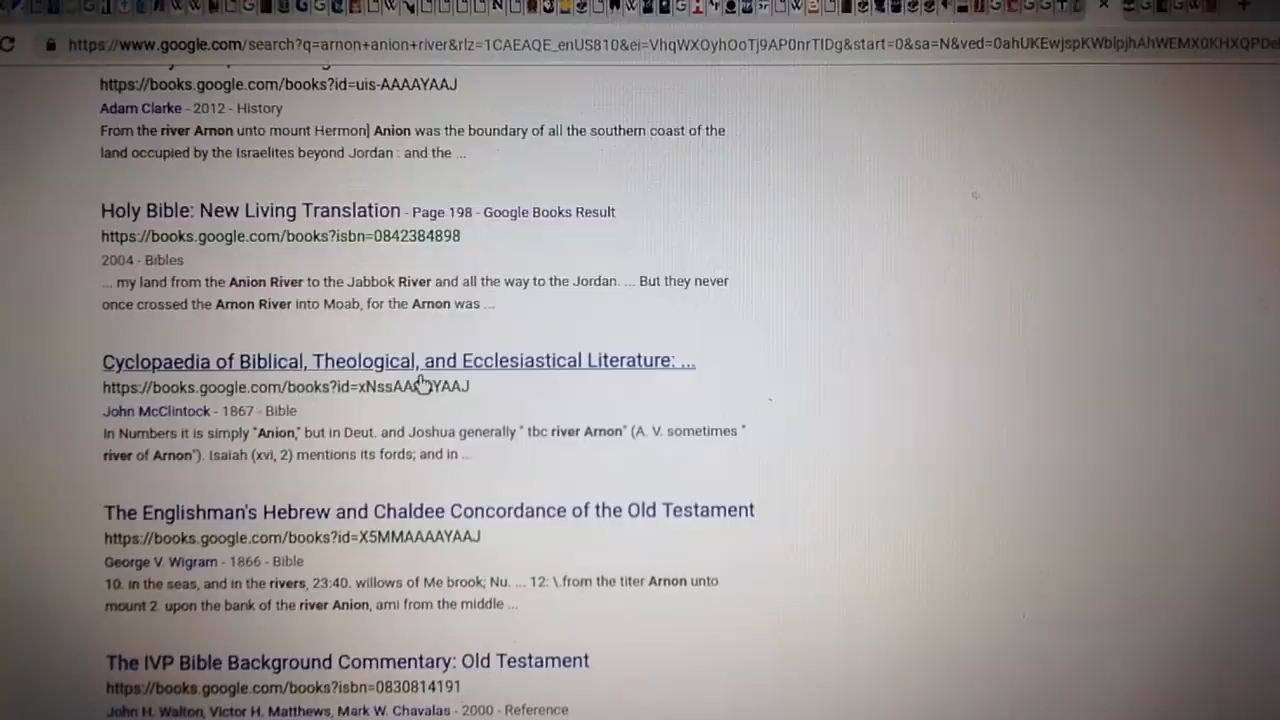 https://www.google.com/search?q=arnon+anion+river&rlz=1CAEAQE_enUS810&ei=VhqWXOyhOoTj9AP0nrTIDg&start=0&sa=N&ved=0ahUKEwjspKWblpjhAhWEMX0KHXQPDe
https://books.google.com/books?id=uis-AAAAYAAJ
Adam Clarke - 2012 - History
From the river Arnon unto mount Hermon] Anion was the boundary of all the southern coast of the
land occupied by the Israelites beyond Jordan : and the ...
Holy Bible: New Living Translation - Page 198 - Google Books Result
https://books.google.com/books?isbn=0842384898
2004 - Bibles
... my land from the Anion River to the Jabbok River and all the way to the Jordan. ... But they never
once crossed the Arnon River into Moab, for the Arnon was ...
Cyclopaedia of Biblical, Theological, and Ecclesiastical Literature: ...
John McClintock - 1867 - Bible
In Numbers it is simply "Anion," but in Deut. and Joshua generally " tbc river Arnon" (A. V. sometimes "
river of Arnon"). Isaiah (xvi, 2) mentions its fords; and in ...
The Englishman's Hebrew and Chaldee Concordance of the Old Testament
https://books.google.com/books?id=X5MMAAAAYAAJ
George V. Wigram - 1866 - Bible
10. in the seas, and in the rivers, 23:40. willows of Me brook; Nu. ... 12: \.from the titer Arnon unto
mount 2. upon the bank of the river Anion, ami from the middle ...
The IVP Bible Background Commentary: Old Testament
https://books.google.com/books?isbn=0830814191
John H. Walton, Victor H. Matthews, Mark W. Chavalas - 2000 - Reference